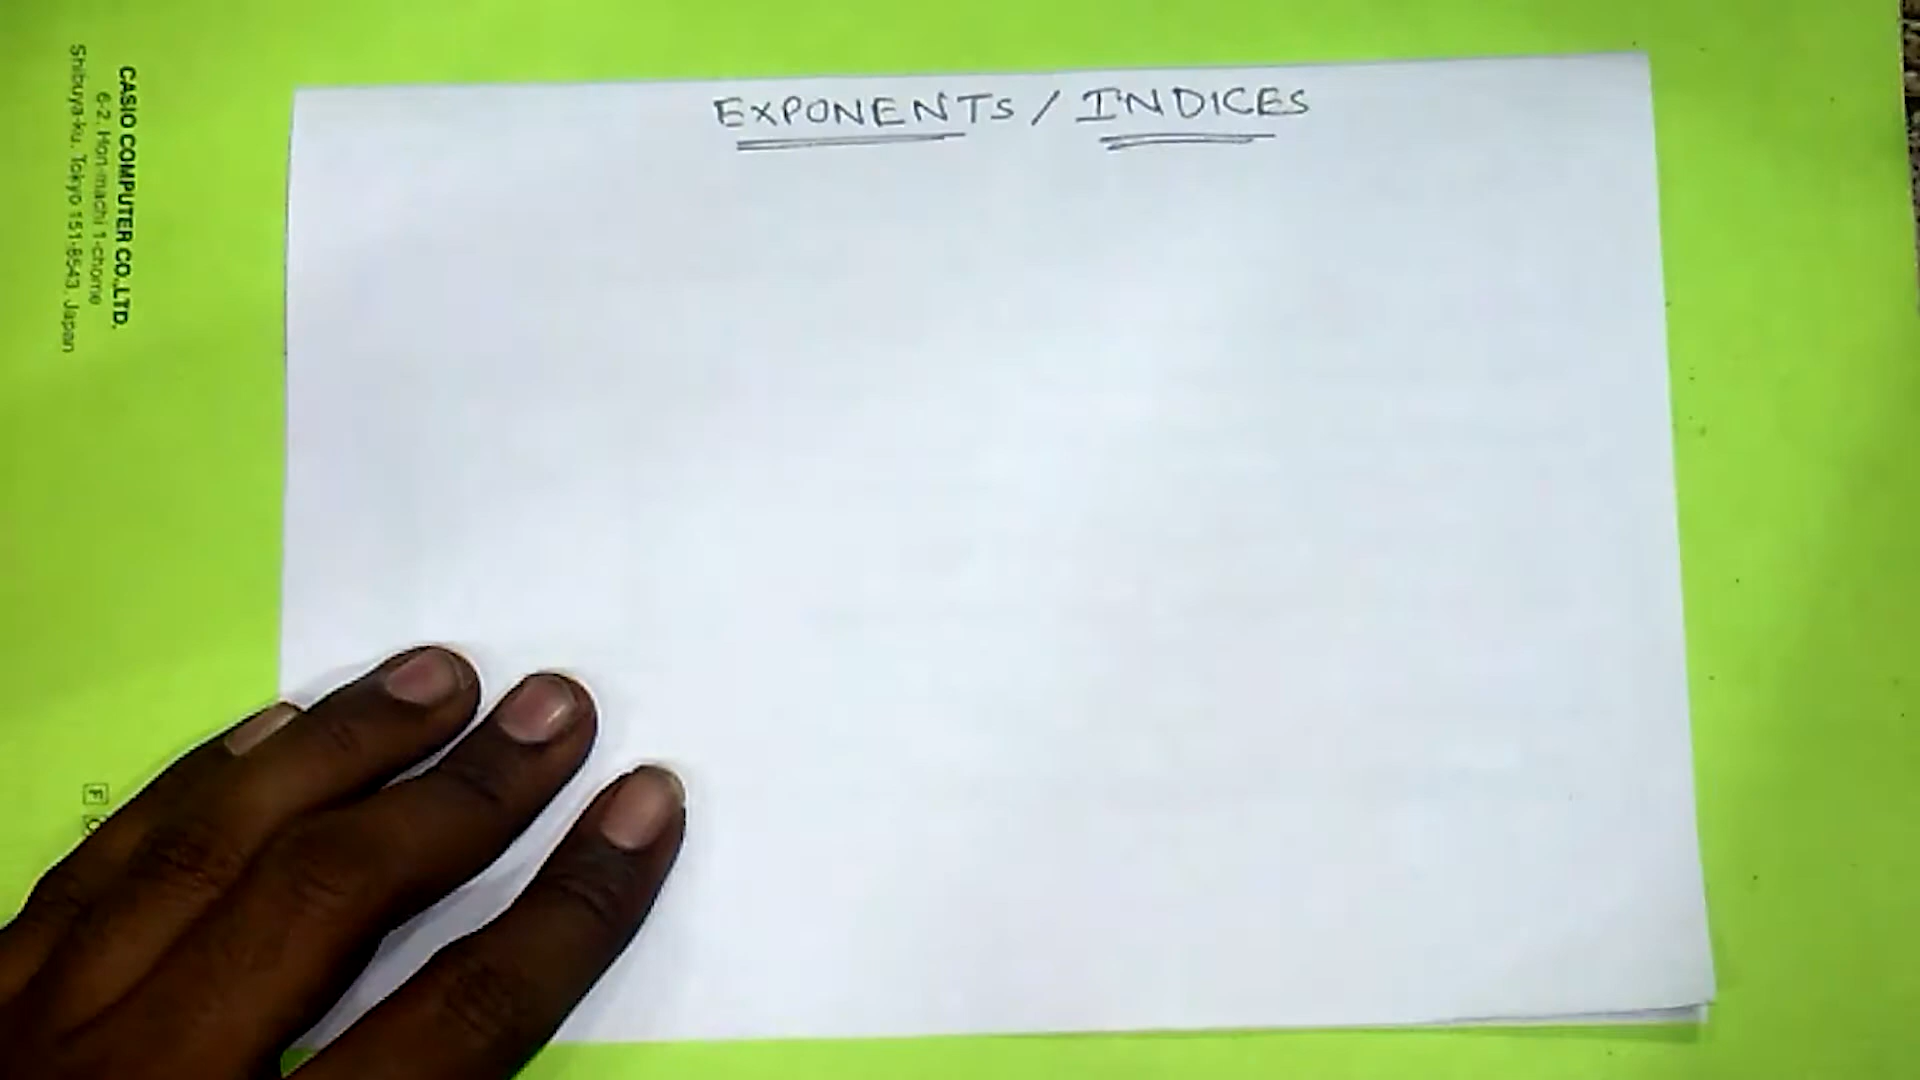 EXPONENTS / INDICES
CASIO COMPUTER CO.,LTD.
6-2, Hon-machi 1-chome
Shibuya-ku, Tokyo 151-8543, Japan
F